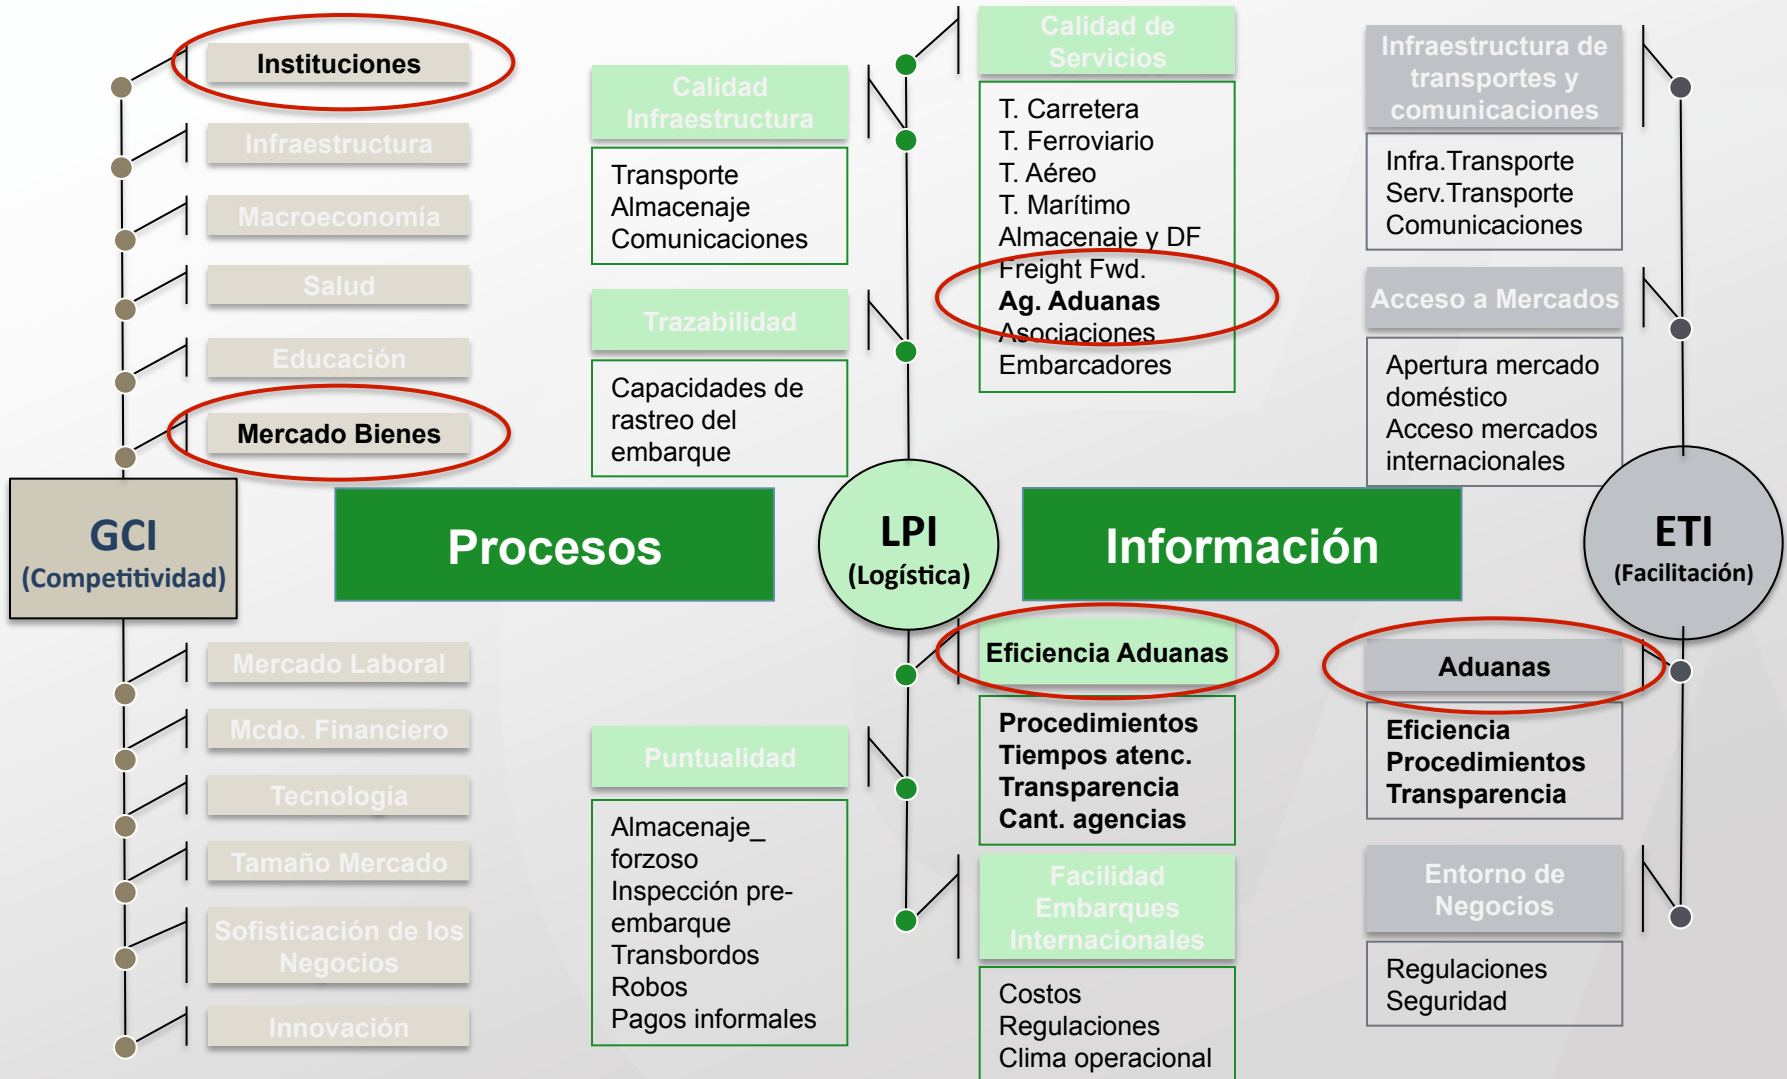 Instituciones
Infraestructura
Macroeconomía
Salud
Educación
Mercado Bienes
GCI
(Competitividad)
Mercado Laboral
Mcdo. Financiero
Tecnología
Tamaño Mercado
Sofisticación de los
Negocios
Innovación
Procesos
Calidad
Infraestructura
Transporte
Almacenaje
Comunicaciones
Trazabilidad
Capacidades de
rastreo del
embarque
Calidad de
Servicios
T. Carretera
T. Ferroviario
T. Aéreo
T. Marítimo
Almacenaje y DF
Freight Fwd.
Ag. Aduanas
Asociaciones
Embarcadores
LPI
(Logística)
Puntualidad
Almacenaje_
forzoso
Inspección pre-
embarque
Transbordos
Robos
Pagos informales
Eficiencia Aduanas
Procedimientos
Tiempos atenc.
Transparencia
Cant. agencias
Facilidad
Embarques
Internacionales
Costos
Regulaciones
Clima operacional
Información
Infraestructura de
transportes y
comunicaciones
Infra.Transporte
Serv.Transporte
Comunicaciones
Acceso a Mercados
Apertura mercado
doméstico
Acceso mercados
internacionales
ETI
(Facilitación)
Aduanas
Eficiencia
Procedimientos
Transparencia
Entorno de
Negocios
Regulaciones
Seguridad